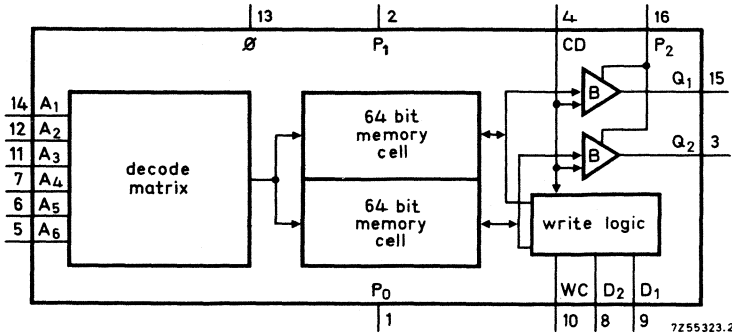 13 2 4 16
Ø P1 CD P2
B Q1 15
14 A1
12 A2
11 A3
7 A4
6 A5
5 A6
decode
matrix
64 bit
memory
cell
64 bit
memory
cell
B Q2 3
write logic
P0 WC D2 D1
1 10 8 9
7Z55323.2